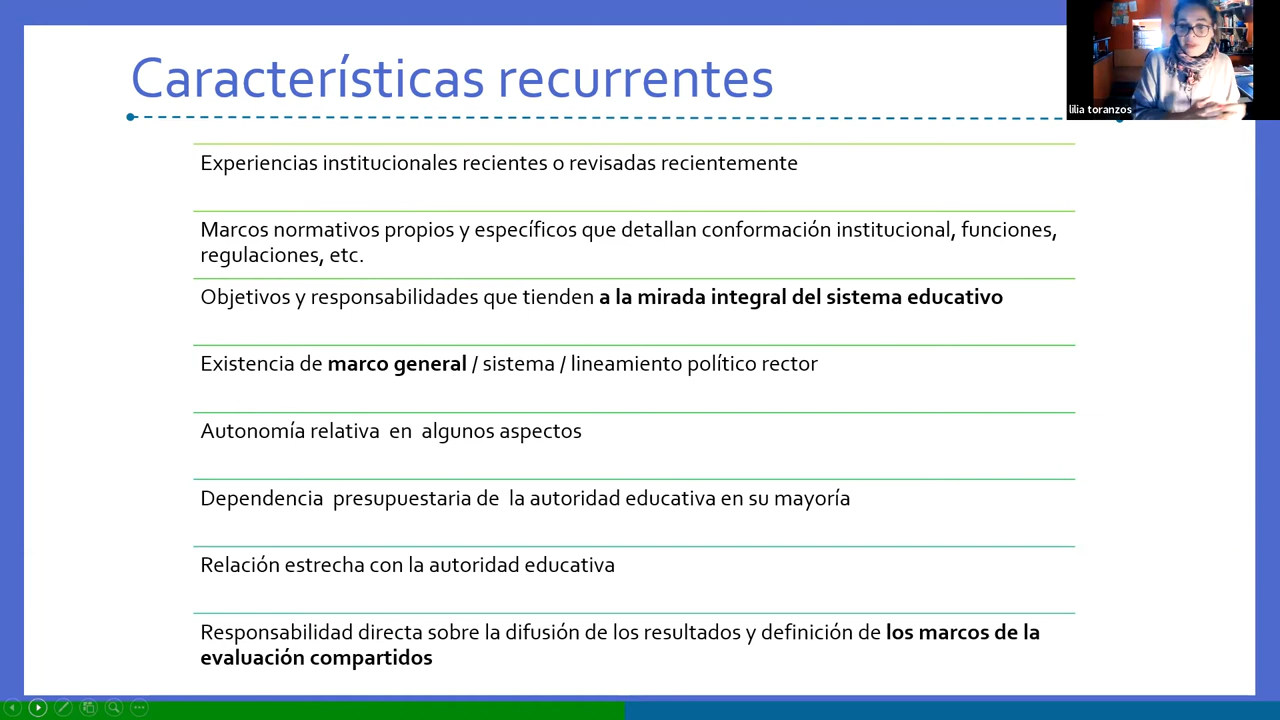 Características recurrentes
lilia toranzos
Experiencias institucionales recientes o revisadas recientemente
Marcos normativos propios y específicos que detallan conformación institucional, funciones,
regulaciones, etc.
Objetivos y responsabilidades que tienden a la mirada integral del sistema educativo
Existencia de marco general / sistema / lineamiento político rector
Autonomía relativa en algunos aspectos
Dependencia presupuestaria de la autoridad educativa en su mayoría
Relación estrecha con la autoridad educativa
Responsabilidad directa sobre la difusión de los resultados y definición de los marcos de la
evaluación compartidos